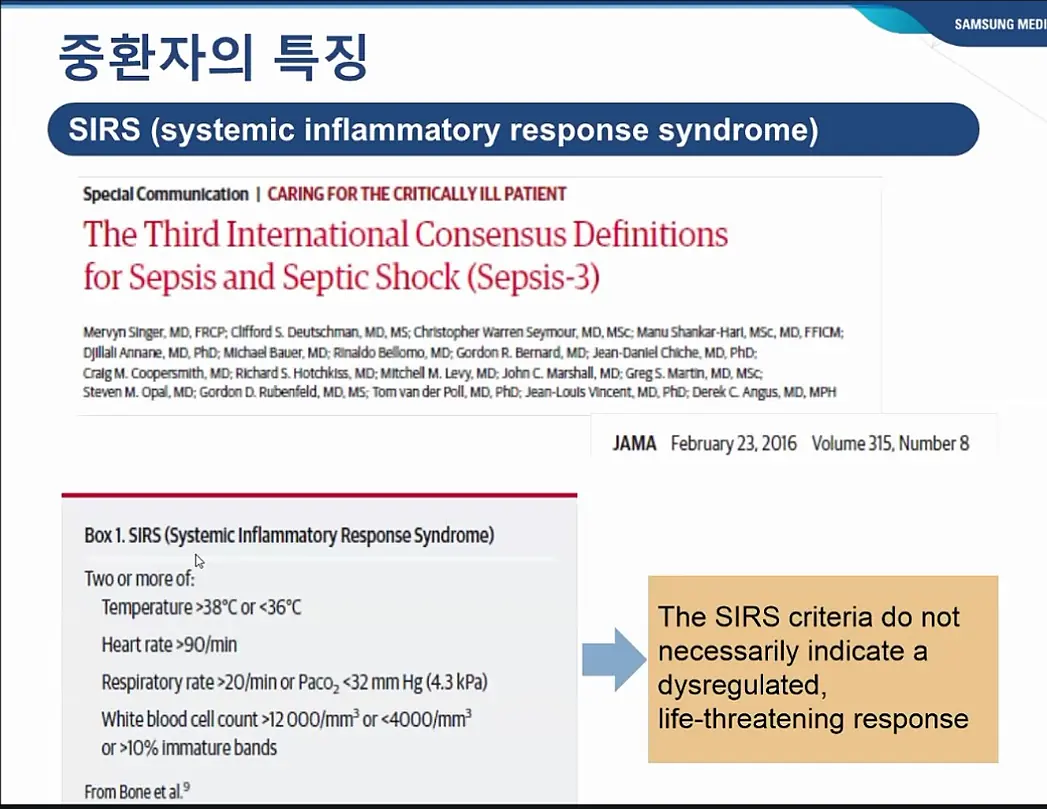 SAMSUNG MEDI
중환자의 특징
SIRS (systemic inflammatory response syndrome)
Special Communication | CARING FOR THE CRITICALLY ILL PATIENT
The Third International Consensus Definitions
for Sepsis and Septic Shock (Sepsis-3)
Mervyn Singer, MD, FRCP; Clifford S. Deutschman, MD, MS; Christopher Warren Seymour, MD, MSc; Manu Shankar-Hari, MSc, MD, FFICM;
Djillali Annane, MD, PhD; Michael Bauer, MD; Rinaldo Bellomo, MD; Gordon R. Bernard, MD; Jean-Daniel Chiche, MD, PhD;
Craig M. Coopersmith, MD; Richard S. Hotchkiss, MD; Mitchell M. Levy, MD; John C. Marshall, MD; Greg S. Martin, MD, MSc;
Steven M. Opal, MD; Gordon D. Rubenfeld, MD, MS; Tom van der Poll, MD, PhD; Jean-Louis Vincent, MD, PhD; Derek C. Angus, MD, MPH
JAMA February 23, 2016 Volume 315, Number 8
Box 1. SIRS (Systemic Inflammatory Response Syndrome)
Two or more of:
Temperature >38°C or <36°C
Heart rate >90/min
Respiratory rate >20/min or Paco₂ <32 mm Hg (4.3 kPa)
White blood cell count >12 000/mm³ or <4000/mm³
or >10% immature bands
From Bone et al.⁹
The SIRS criteria do not
necessarily indicate a
dysregulated,
life-threatening response